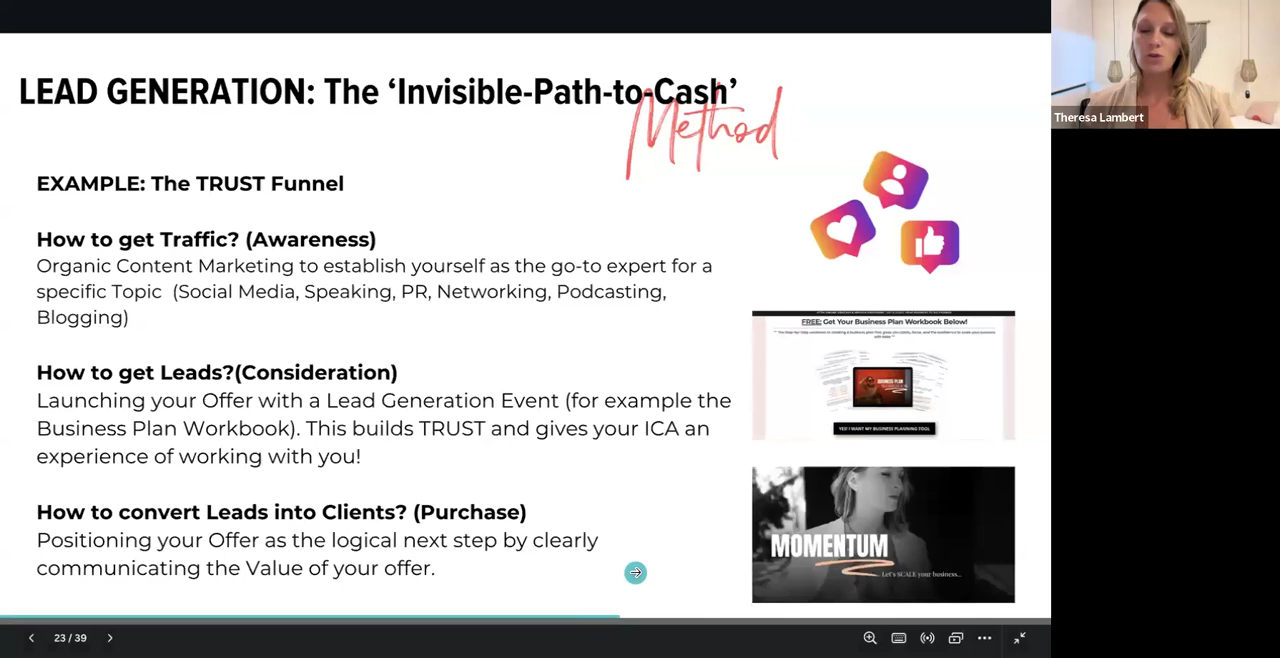 LEAD GENERATION: The ‘Invisible-Path-to-Cash’
Method
EXAMPLE: The TRUST Funnel
How to get Traffic? (Awareness)
Organic Content Marketing to establish yourself as the go-to expert for a
specific Topic (Social Media, Speaking, PR, Networking, Podcasting,
Blogging)
How to get Leads?(Consideration)
Launching your Offer with a Lead Generation Event (for example the
Business Plan Workbook). This builds TRUST and gives your ICA an
experience of working with you!
How to convert Leads into Clients? (Purchase)
Positioning your Offer as the logical next step by clearly
communicating the Value of your offer.
FREE: Get Your Business Plan Workbook Below!
BUSINESS PLAN
YES! I WANT MY BUSINESS PLANNING TOOL
MOMENTUM
Let's SCALE your business...
23 / 39
Theresa Lambert